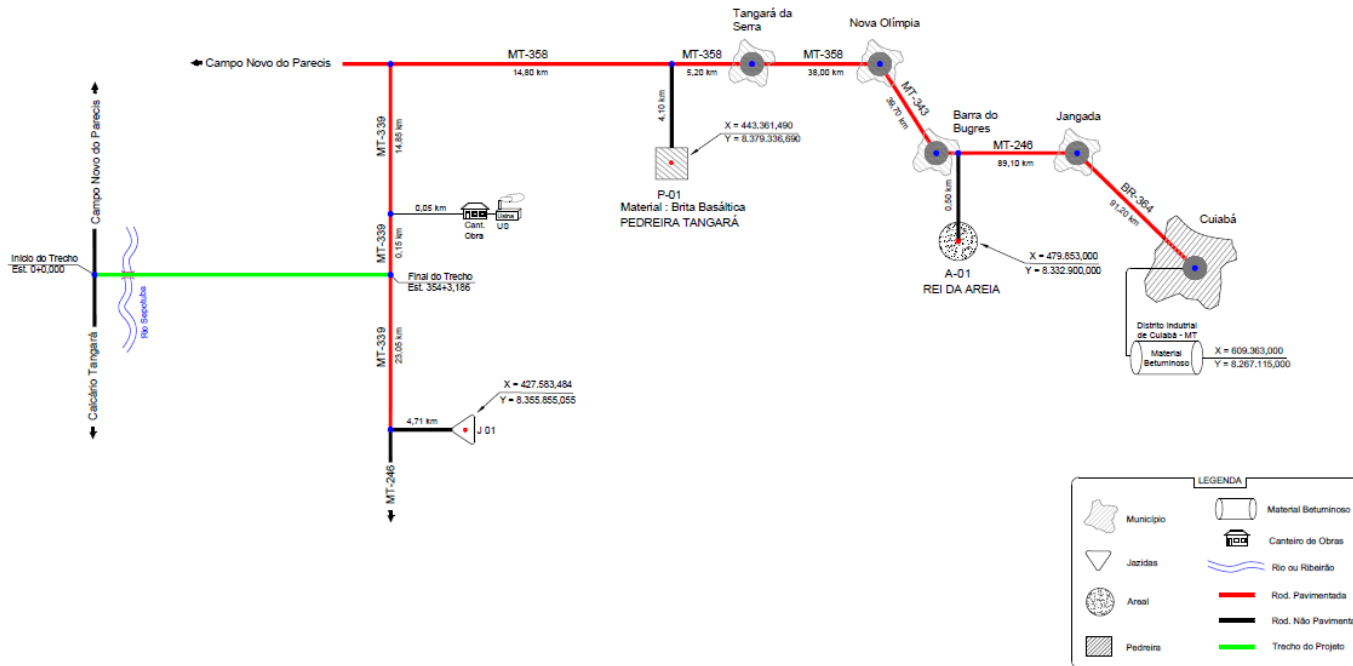 Tangará da
Serra
Nova Olímpia
Campo Novo do Parecis
MT-358
14,80 km
MT-358
5,20 km
MT-358
38,00 km
MT-343
39,70 km
Barra do
Bugres
Jangada
MT-246
89,10 km
BR-364
91,20 km
Cuiabá
4,10 km
X = 443.361,490
Y = 8.379.336,690
P-01
Material : Brita Basáltica
PEDREIRA TANGARÁ
0,50 km
A-01
REI DA AREIA
X = 479.853,000
Y = 8.332.900,000
Distrito Indutrial
de Cuiabá - MT
Material
Betuminoso
X = 609.363,000
Y = 8.267.115,000
MT-339
14,85 km
0,05 km
Cant.
Obra
Usina
US
MT-339
0,15 km
Campo Novo do Parecis
Início do Trecho
Est. 0+0,000
Calcário Tangará
Rio Sepotuba
Final do Trecho
Est. 354+3,186
MT-339
23,05 km
4,71 km
J 01
X = 427.583,484
Y = 8.355.855,055
MT-246
LEGENDA
Município
Jazidas
Areal
Pedreira
Material Betuminoso
Canteiro de Obras
Rio ou Ribeirão
Rod. Pavimentada
Rod. Não Pavimenta
Trecho do Projeto